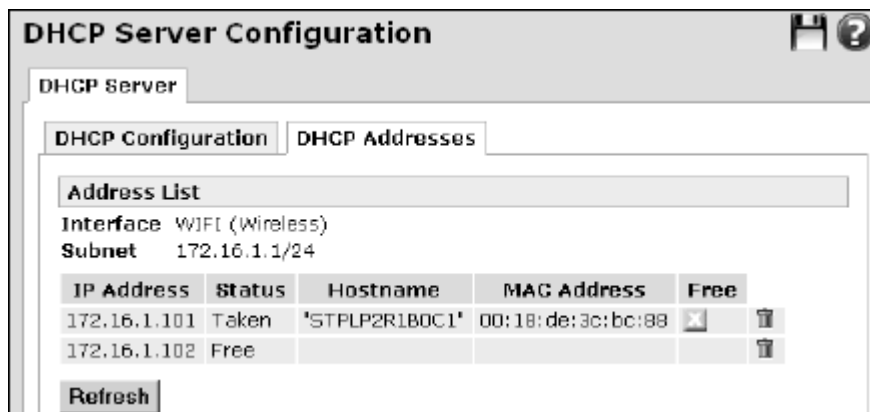 DHCP Server Configuration
DHCP Server
DHCP Configuration DHCP Addresses
Address List
Interface WIFI (Wireless)
Subnet 172.16.1.1/24
IP Address Status Hostname MAC Address Free
172.16.1.101 Taken "STPLP2R1B0C1" 00:18:de:3c:bc:88
172.16.1.102 Free
Refresh